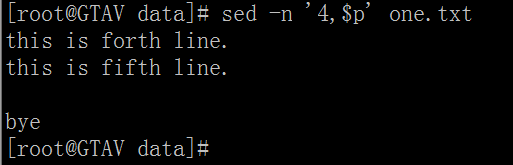 [root@GTAV data]# sed -n '4,$p' one.txt
this is forth line.
this is fifth line.

bye
[root@GTAV data]#